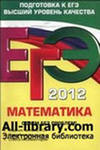 ПОДГОТОВКА К ЕГЭ
ВЫСШИЙ УРОВЕНЬ КАЧЕСТВА
ЕГЭ
2012
МАТЕМАТИКА
All-library.com
Электронная библиотека